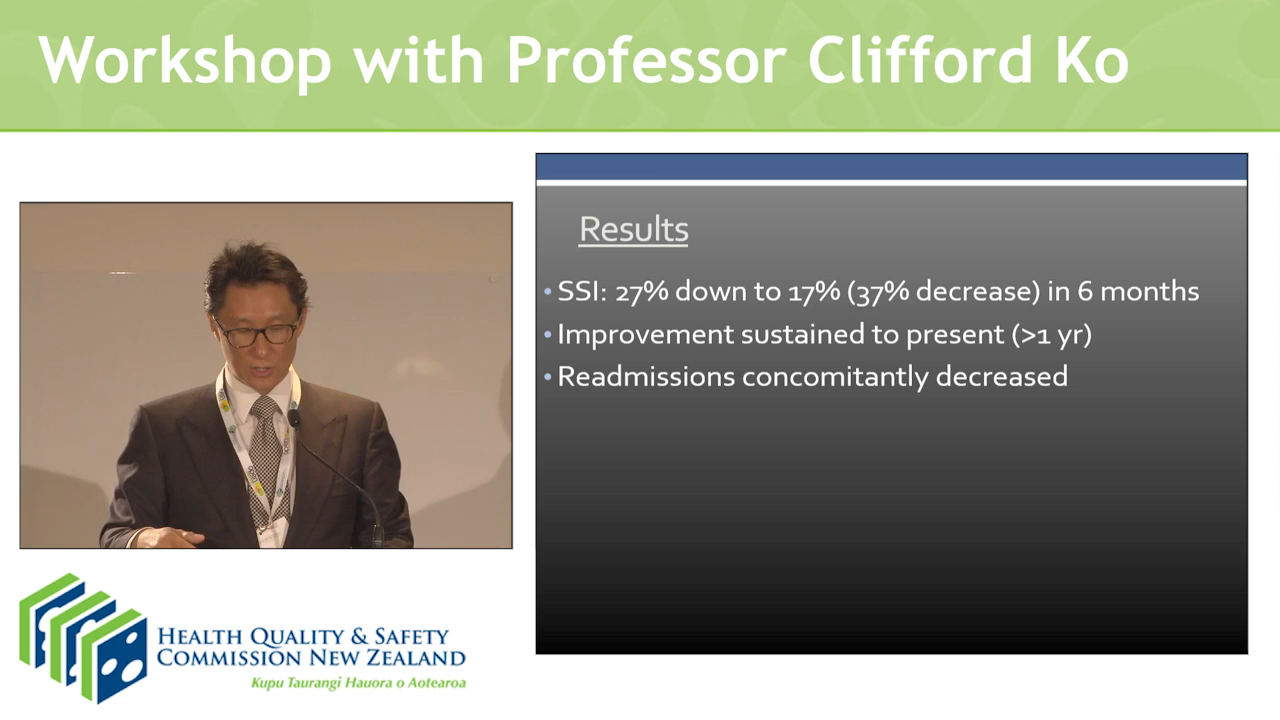 Workshop with Professor Clifford Ko
Results
• SSI: 27% down to 17% (37% decrease) in 6 months
• Improvement sustained to present (>1 yr)
• Readmissions concomitantly decreased
HEALTH QUALITY & SAFETY
COMMISSION NEW ZEALAND
Kupu Taurangi Hauora o Aotearoa